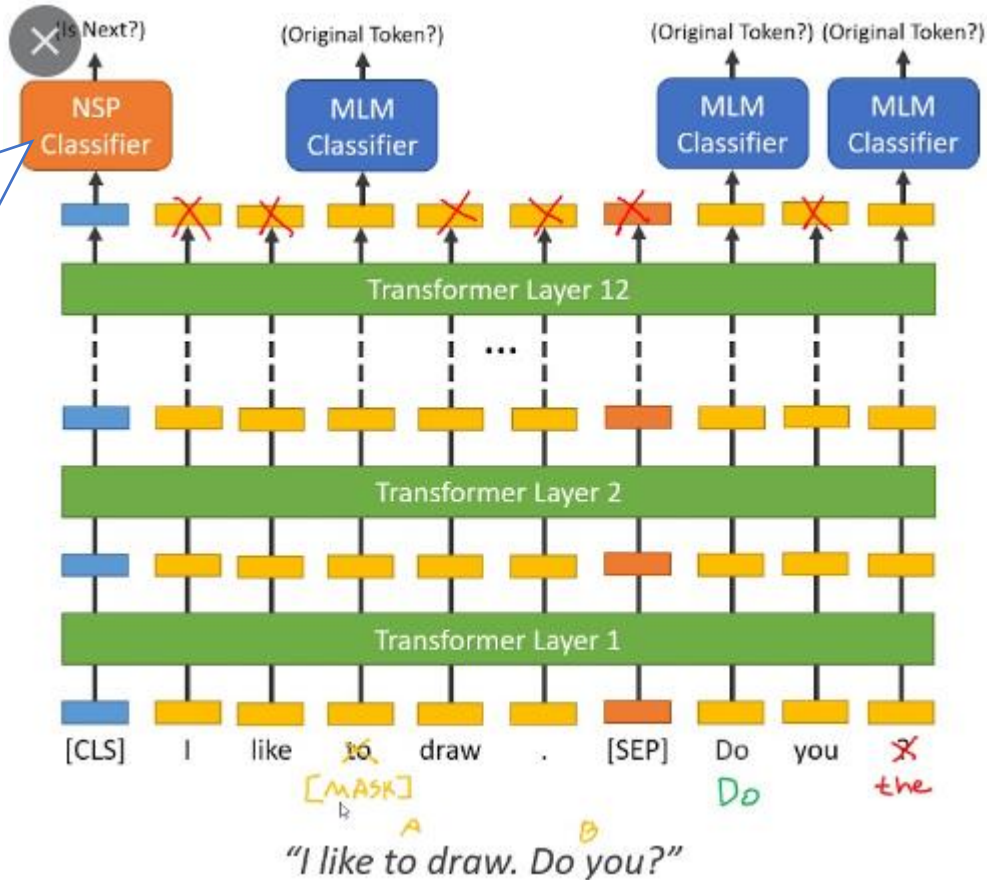 (Is Next?) (Original Token?) (Original Token?) (Original Token?)
NSP Classifier MLM Classifier MLM Classifier MLM Classifier
Transformer Layer 12
...
Transformer Layer 2
Transformer Layer 1
[CLS] I like to draw . [SEP] Do you ?
[MASK] Do the
A B
“I like to draw. Do you?”